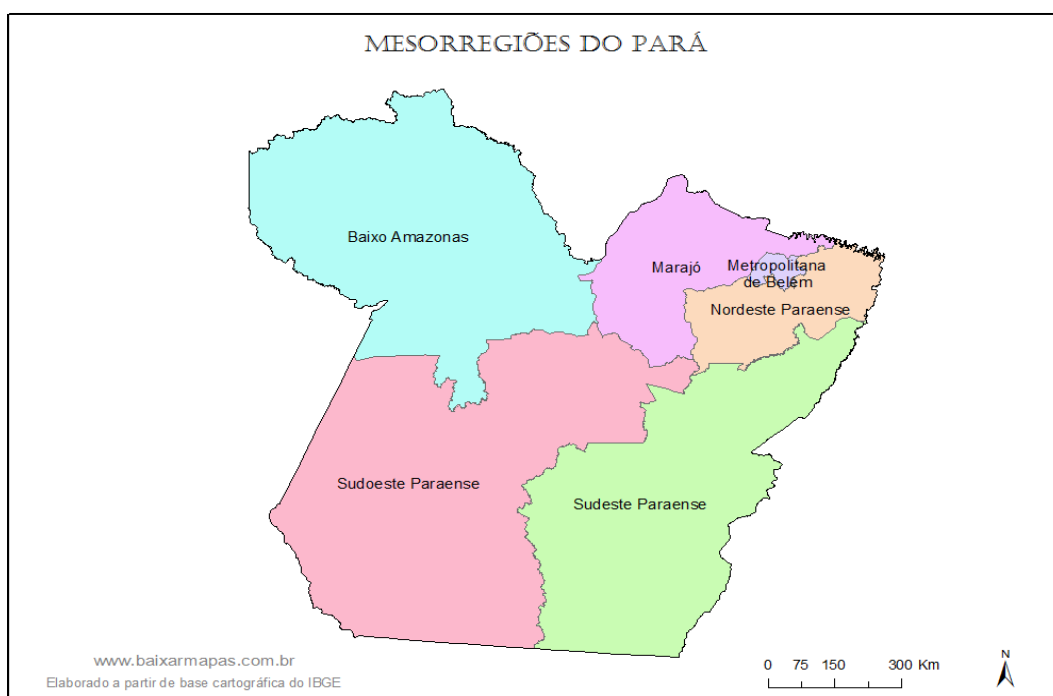 MESORREGIÕES DO PARÁ
Baixo Amazonas
Marajó
Metropolitana
de Belém
Nordeste Paraense
Sudoeste Paraense
Sudeste Paraense
www.baixarmapas.com.br
Elaborado a partir de base cartográfica do IBGE
0 75 150 300 Km
N